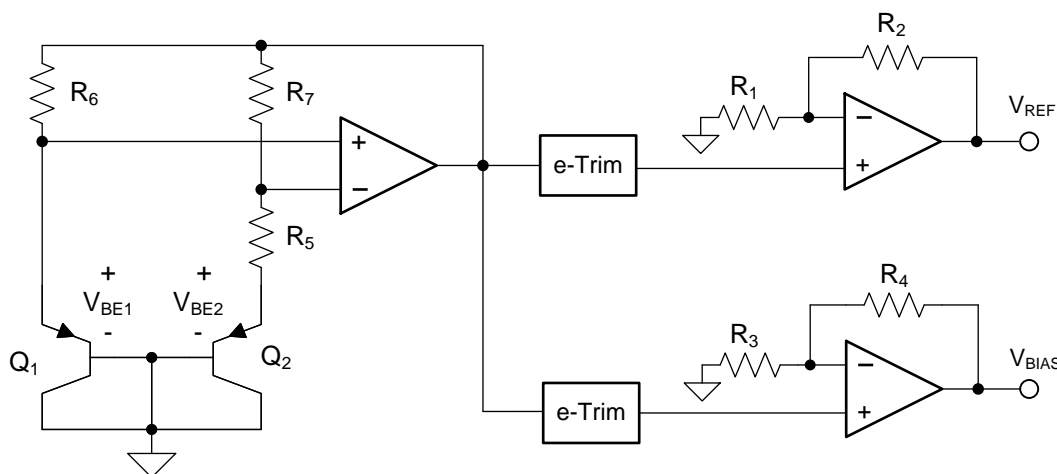 R2
R6
R7
R1
VREF
−
+
+
−
e-Trim
R5
R4
+
VBE1
-
+
VBE2
-
R3
VBIAS
Q1
Q2
−
+
e-Trim